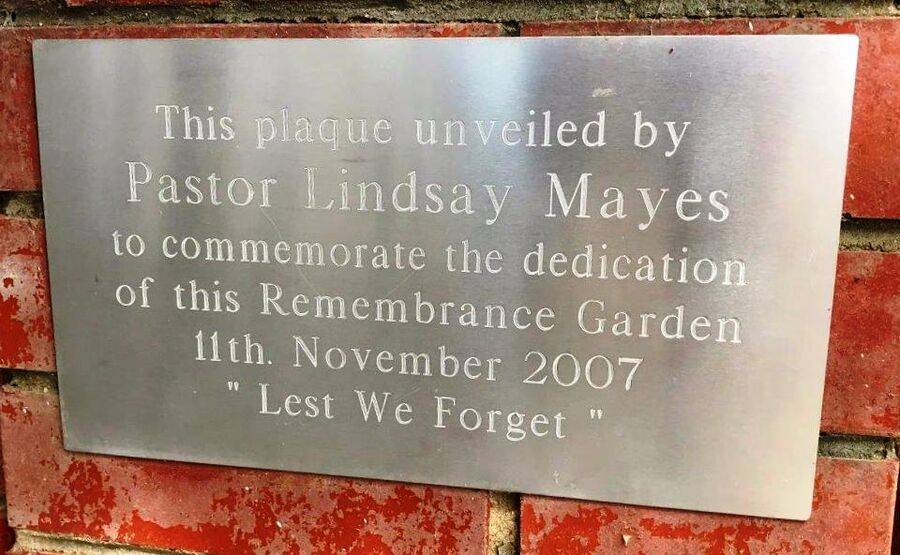 This plaque unveiled by
Pastor Lindsay Mayes
to commemorate the dedication
of this Remembrance Garden
11th. November 2007
" Lest We Forget "